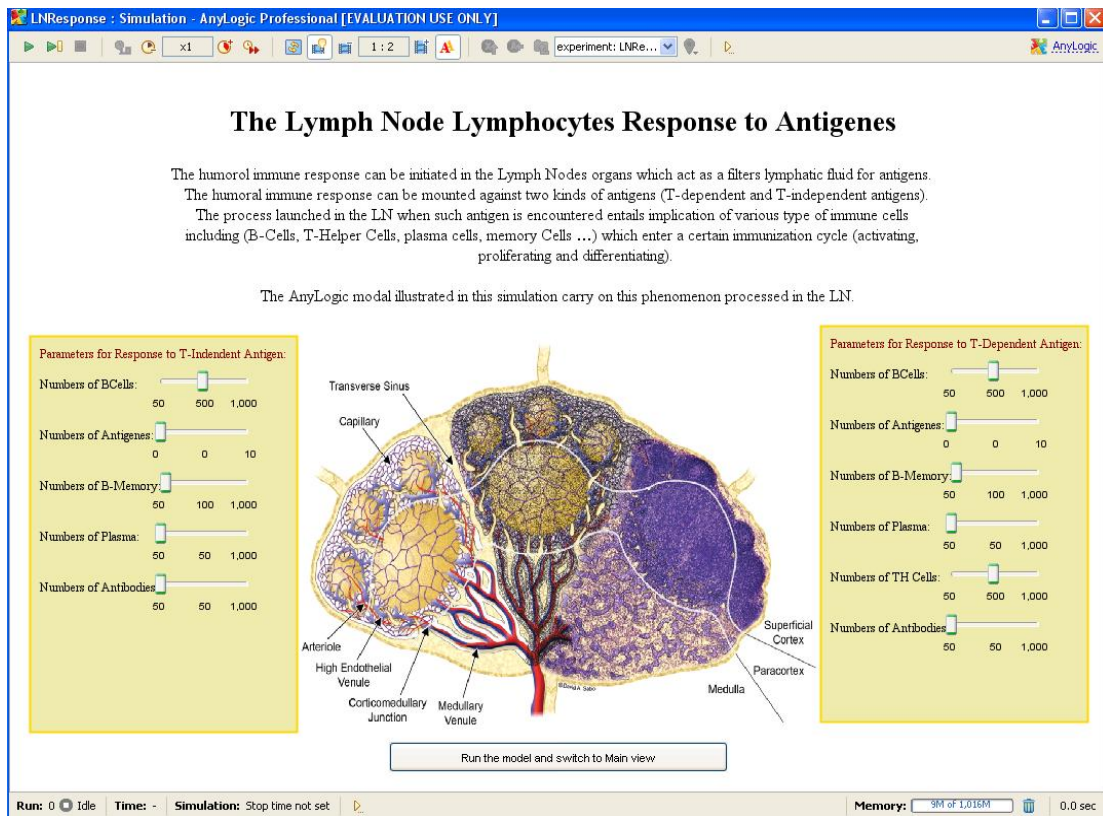 LNResponse : Simulation - AnyLogic Professional [EVALUATION USE ONLY]
x1
1 : 2
experiment: LNRe...
AnyLogic
The Lymph Node Lymphocytes Response to Antigenes
The humorol immune response can be initiated in the Lymph Nodes organs which act as a filters lymphatic fluid for antigens.
The humoral immune response can be mounted against two kinds of antigens (T-dependent and T-independent antigens).
The process launched in the LN when such antigen is encountered entails implication of various type of immune cells
including (B-Cells, T-Helper Cells, plasma cells, memory Cells ...) which enter a certain immunization cycle (activating,
proliferating and differentiating).
The AnyLogic modal illustrated in this simulation carry on this phenomenon processed in the LN.
Parameters for Response to T-Indendent Antigen:
Numbers of BCells:
50 500 1,000
Numbers of Antigenes:
0 0 10
Numbers of B-Memory:
50 100 1,000
Numbers of Plasma:
50 50 1,000
Numbers of Antibodies
50 50 1,000
Transverse Sinus
Capillary
Arteriole
High Endothelial
Venule
Corticomedullary
Junction
Medullary
Venule
Superficial
Cortex
Paracortex
Medulla
Parameters for Response to T-Dependent Antigen:
Numbers of BCells:
50 500 1,000
Numbers of Antigenes:
0 0 10
Numbers of B-Memory:
50 100 1,000
Numbers of Plasma:
50 50 1,000
Numbers of TH Cells:
50 500 1,000
Numbers of Antibodies
50 50 1,000
Run the model and switch to Main view
Run: 0 Idle Time: - Simulation: Stop time not set Memory: 9M of 1,016M 0.0 sec